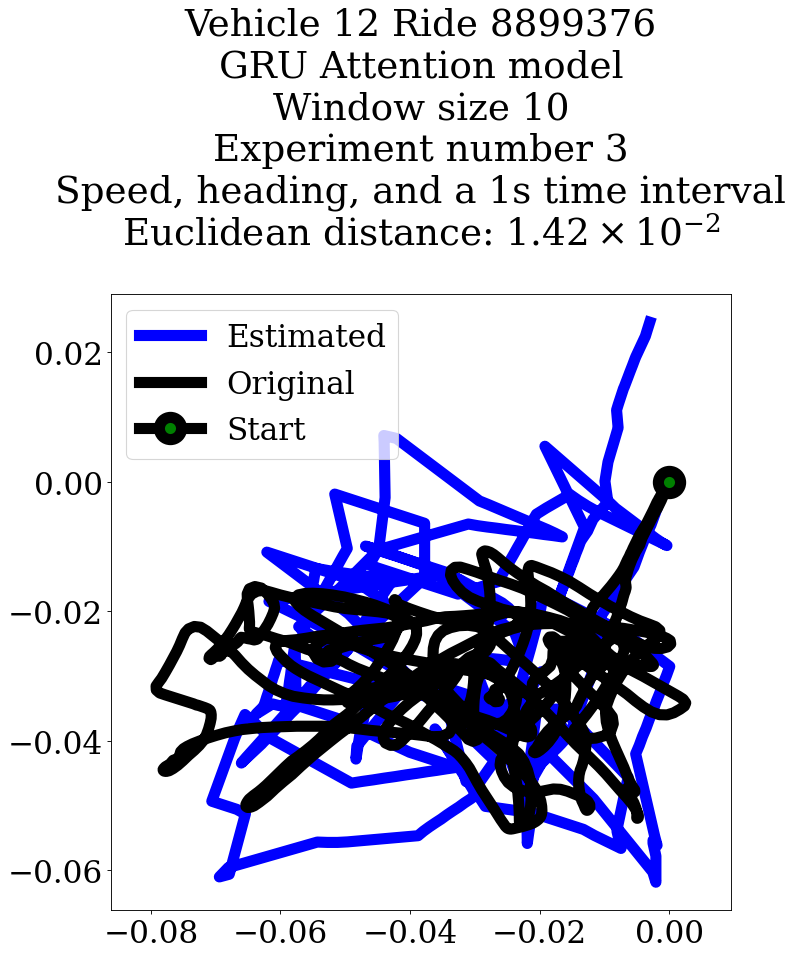 Vehicle 12 Ride 8899376
GRU Attention model
Window size 10
Experiment number 3
Speed, heading, and a 1s time interval
Euclidean distance: 1.42 × 10⁻²
Estimated
Original
Start
0.02
0.00
−0.02
−0.04
−0.06
−0.08 −0.06 −0.04 −0.02 0.00